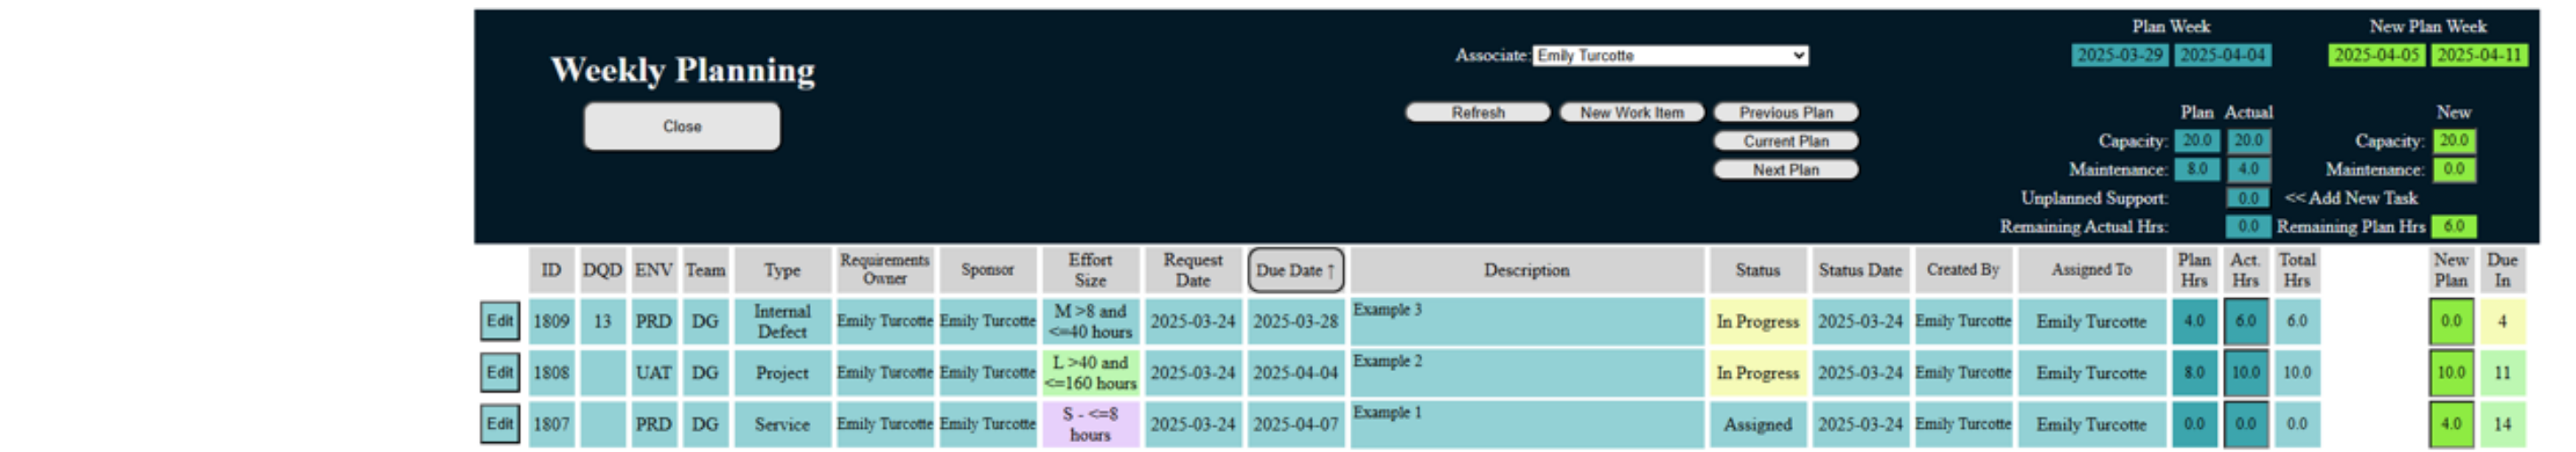 Plan Week New Plan Week
Weekly Planning Associate: Emily Turcotte 2025-03-29 2025-04-04 2025-04-05 2025-04-11
Close Refresh New Work Item Previous Plan Plan Actual New
Current Plan Capacity: 20.0 20.0 Capacity: 20.0
Next Plan Maintenance: 8.0 4.0 Maintenance: 0.0
Unplanned Support: 0.0 << Add New Task
Remaining Actual Hrs: 0.0 Remaining Plan Hrs 6.0
ID DQD ENV Team Type Requirements Owner Sponsor Effort Size Request Date Due Date ↑ Description Status Status Date Created By Assigned To Plan Hrs Act. Hrs Total Hrs New Plan Due In
Edit 1809 13 PRD DG Internal Defect Emily Turcotte Emily Turcotte M >8 and <=40 hours 2025-03-24 2025-03-28 Example 3 In Progress 2025-03-24 Emily Turcotte Emily Turcotte 4.0 6.0 6.0 0.0 4
Edit 1808 UAT DG Project Emily Turcotte Emily Turcotte L >40 and <=160 hours 2025-03-24 2025-04-04 Example 2 In Progress 2025-03-24 Emily Turcotte Emily Turcotte 8.0 10.0 10.0 10.0 11
Edit 1807 PRD DG Service Emily Turcotte Emily Turcotte S - <=8 hours 2025-03-24 2025-04-07 Example 1 Assigned 2025-03-24 Emily Turcotte Emily Turcotte 0.0 0.0 0.0 4.0 14